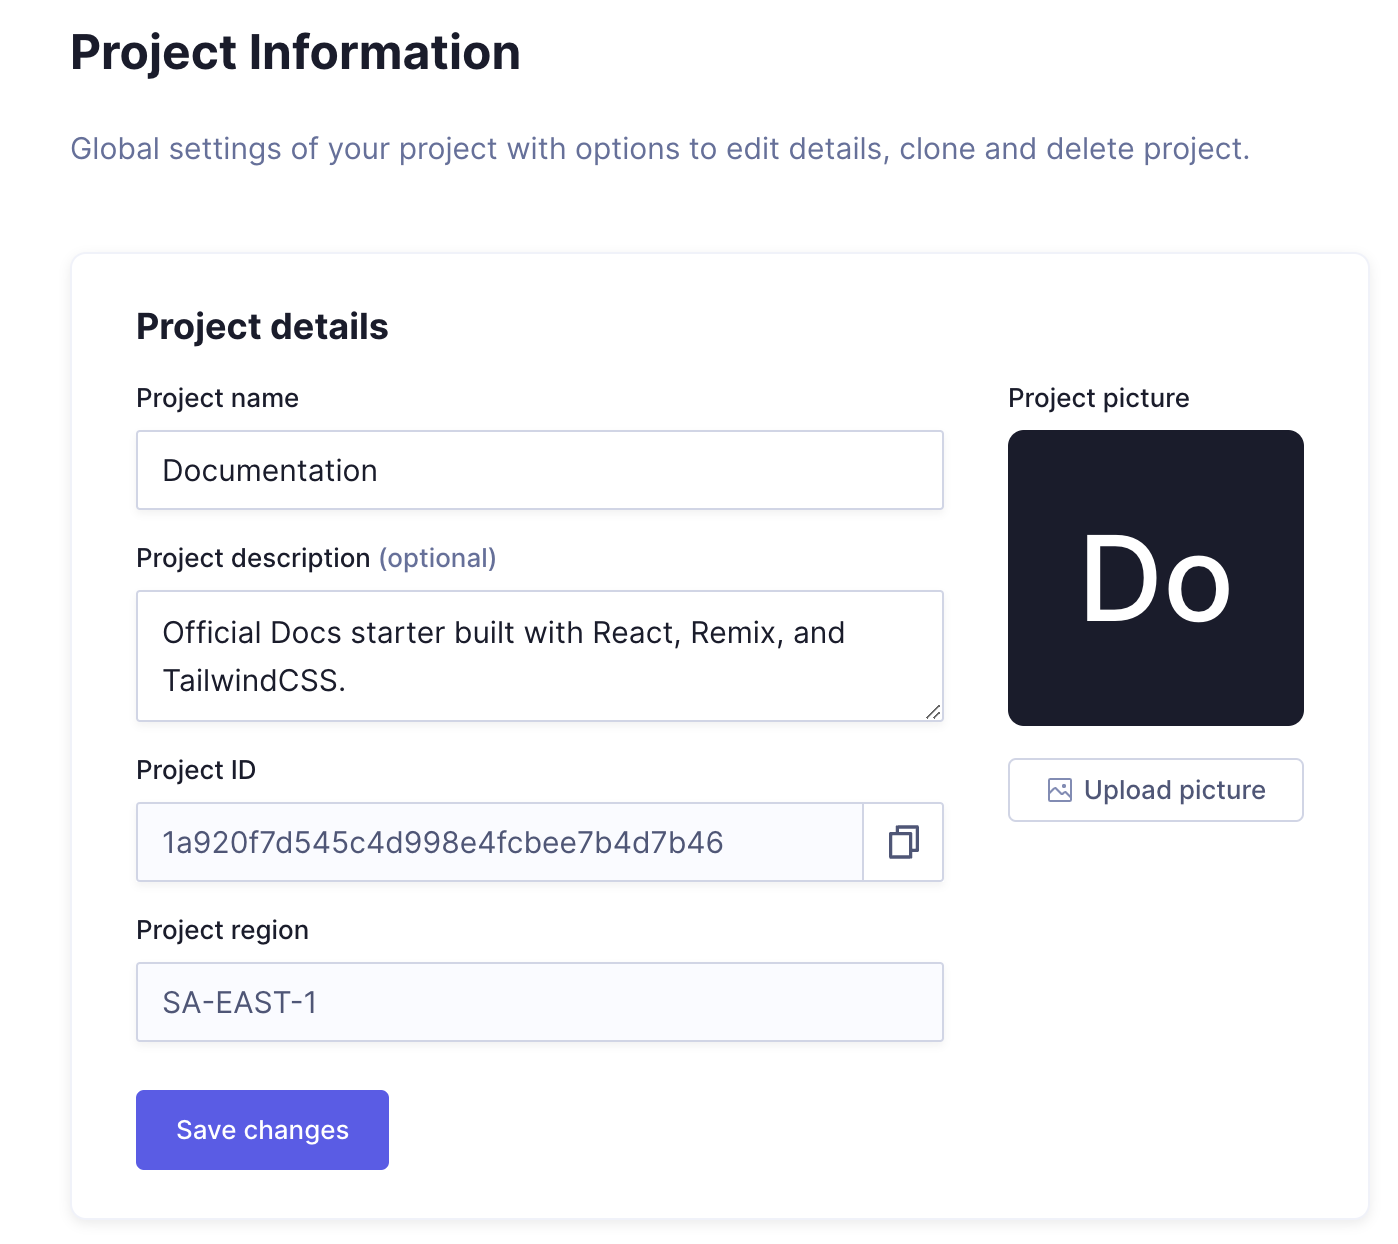 Project Information
Global settings of your project with options to edit details, clone and delete project.
Project details
Project name
Documentation
Project description (optional)
Official Docs starter built with React, Remix, and
TailwindCSS.
Project ID
1a920f7d545c4d998e4fcbee7b4d7b46
Project region
SA-EAST-1
Save changes
Project picture
Do
Upload picture